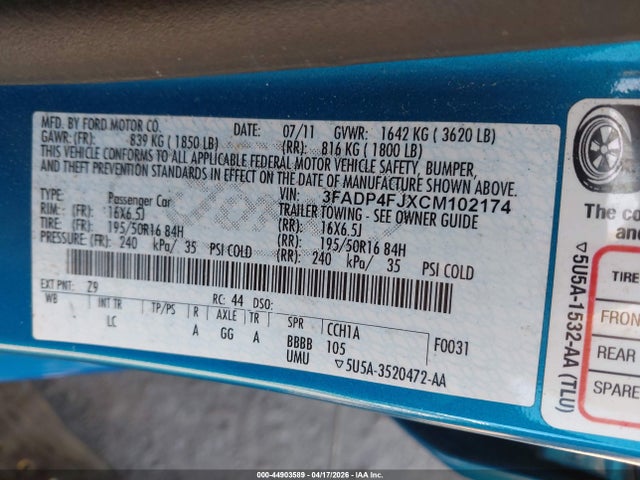 MFD. BY FORD MOTOR CO. DATE: 07/11 GVWR: 1642 KG ( 3620 LB)
GAWR: (FR): 839 KG ( 1850 LB) (RR): 816 KG ( 1800 LB)
THIS VEHICLE CONFORMS TO ALL APPLICABLE FEDERAL MOTOR VEHICLE SAFETY, BUMPER,
AND THEFT PREVENTION STANDARDS IN EFFECT ON THE DATE OF MANUFACTURE SHOWN ABOVE.
VIN: 3FADP4FJXCM102174
TYPE: Passenger Car TRAILER TOWING - SEE OWNER GUIDE
RIM: (FR): 16X6.5J (RR): 16X6.5J
TIRE: (FR): 195/50R16 84H (RR): 195/50R16 84H
PRESSURE: (FR): 240 kPa/ 35 PSI COLD (RR): 240 kPa/ 35 PSI COLD
EXT PNT: Z9 RC: 44 DSO:
WB INT TR TP/PS R AXLE TR SPR CCH1A F0031
LC A GG A BBBB 105
UMU ▽5U5A-3520472-AA
The ca
and
TIRE
FRON
REAR
SPARE
▽5U5A-1532-AA (TLU)
000-44903589 - 04/17/2026 - ©COPYRIGHT IAA, Inc.